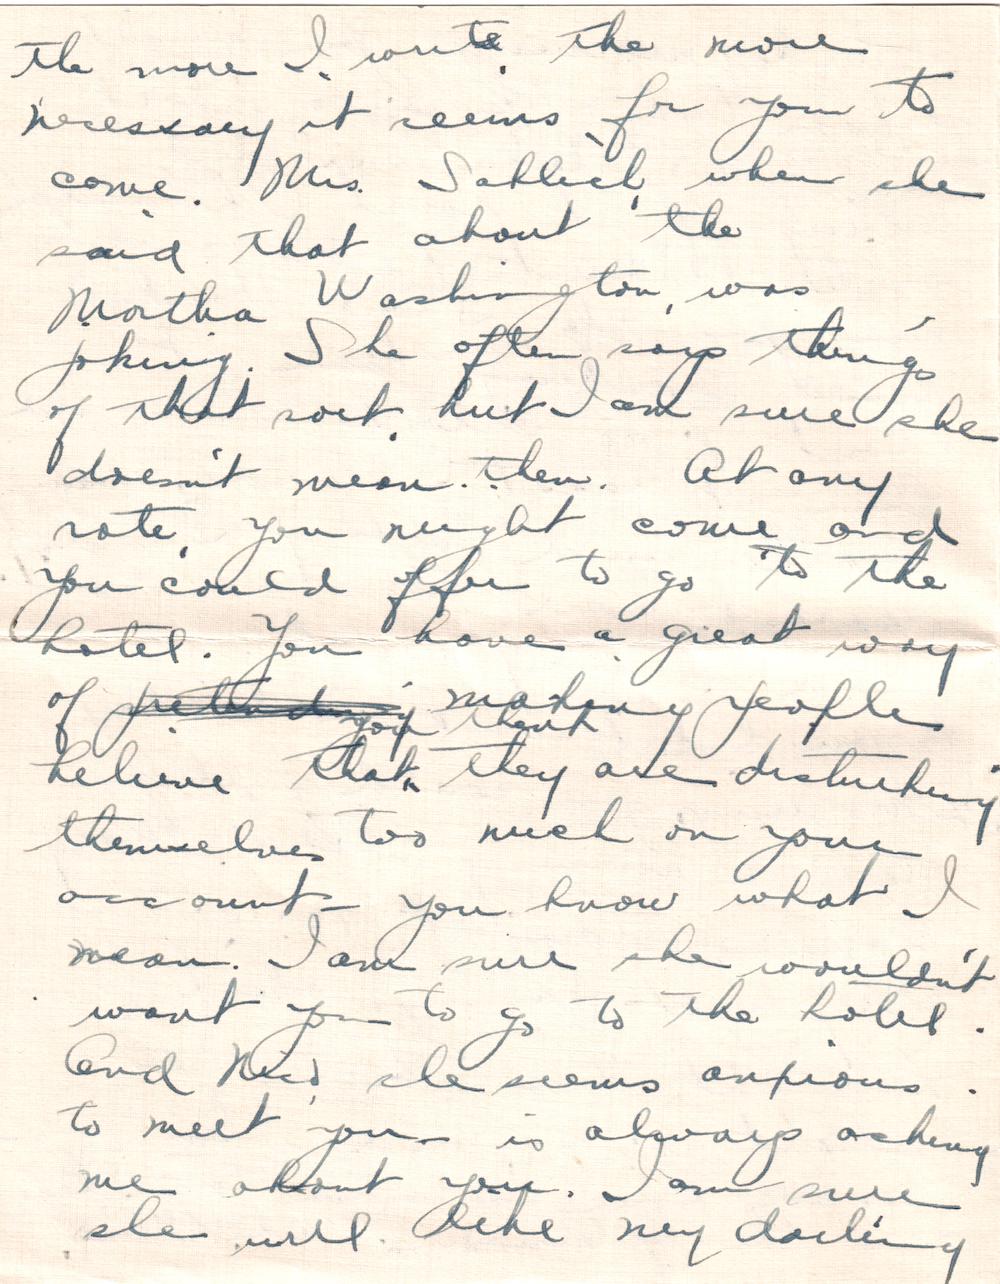 the more I write the more
necessary it seems for you to
come. Mrs. Sahlich, when she
said that about the
Martha Washington, was
joking. She often says things
of that sort, but I am sure she
doesn't mean them. At any
rate, you might come and
you could offer to go to the
hotel. You have a great way
of pretending making people
you think
believe that they are disturbing
themselves too much on your
account – you know what I
mean. I am sure she wouldn't
want you to go to the hotel.
And she seems anxious
to meet you – is always asking
me about you. I am sure
she will like my darling